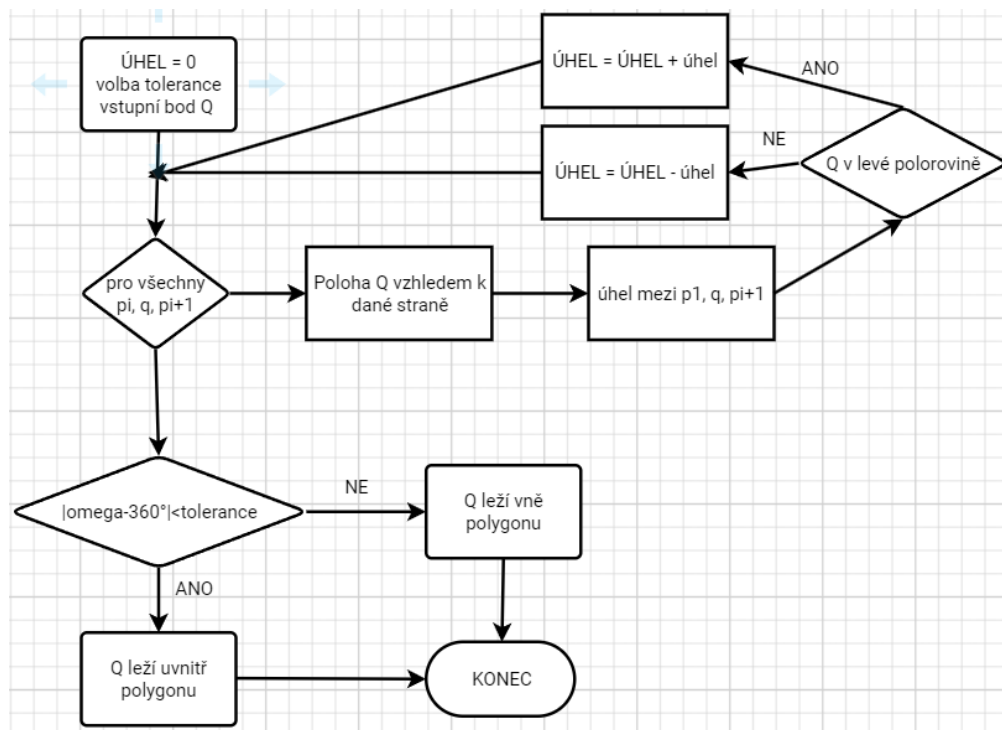 ÚHEL = 0
volba tolerance
vstupní bod Q
ÚHEL = ÚHEL + úhel
ANO
ÚHEL = ÚHEL - úhel
NE
Q v levé polorovině
pro všechny
pi, q, pi+1
Poloha Q vzhledem k
dané straně
úhel mezi p1, q, pi+1
|omega-360°|<tolerance
NE
Q leží vně
polygonu
ANO
Q leží uvnitř
polygonu
KONEC